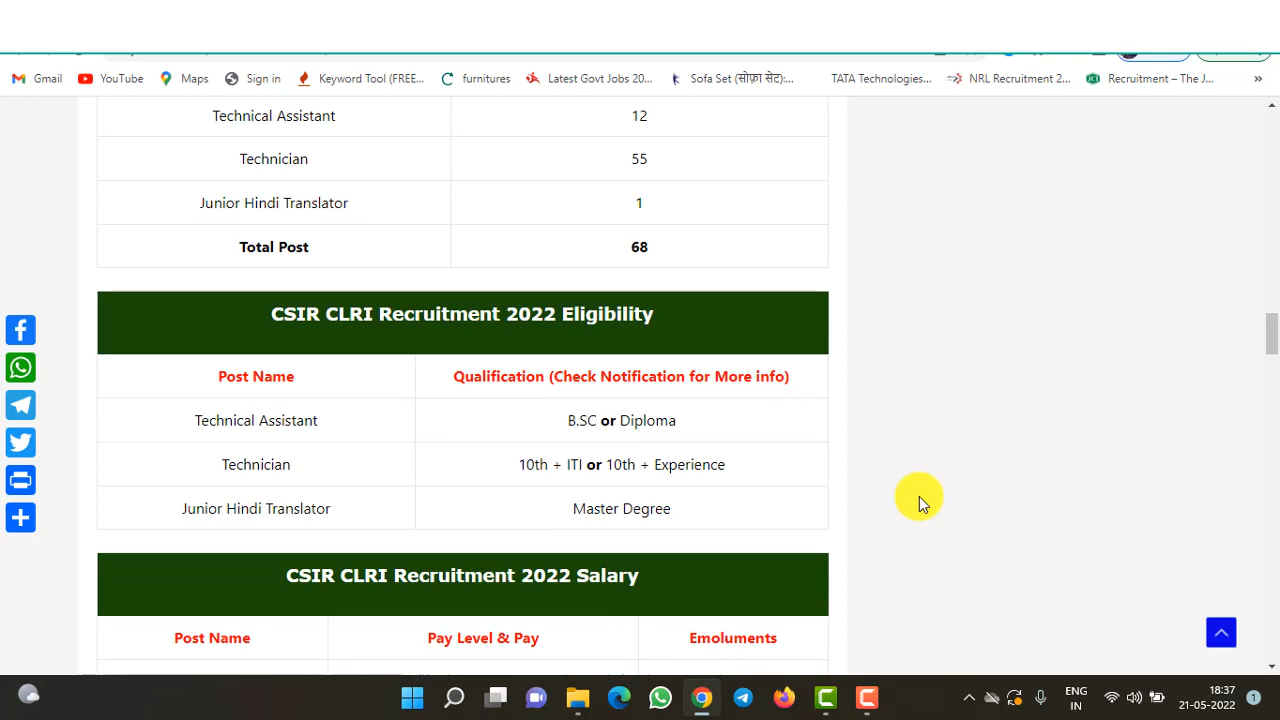 Gmail YouTube Maps Sign in Keyword Tool (FREE... furnitures Latest Govt Jobs 20... Sofa Set (सोफ़ा सेट):... TATA Technologies... NRL Recruitment 2... Recruitment – The J... »
Technical Assistant 12
Technician 55
Junior Hindi Translator 1
Total Post 68
CSIR CLRI Recruitment 2022 Eligibility
Post Name Qualification (Check Notification for More info)
Technical Assistant B.SC or Diploma
Technician 10th + ITI or 10th + Experience
Junior Hindi Translator Master Degree
CSIR CLRI Recruitment 2022 Salary
Post Name Pay Level & Pay Emoluments
ENG 18:37
IN 21-05-2022 1